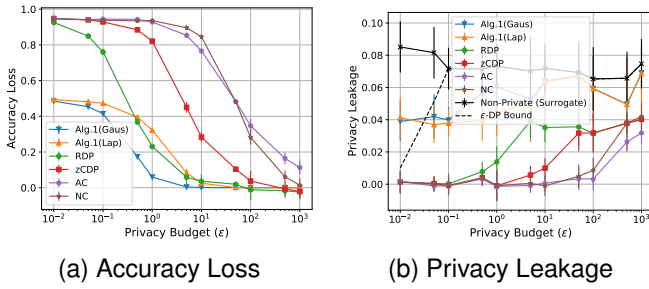 1.0
0.8
0.6
0.4
0.2
0.0
Accuracy Loss
Alg.1(Gaus)
Alg.1(Lap)
RDP
zCDP
AC
NC
10⁻² 10⁻¹ 10⁰ 10¹ 10² 10³
Privacy Budget (ε)
(a) Accuracy Loss
0.10
0.08
0.06
0.04
0.02
0.00
Privacy Leakage
Alg.1(Gaus)
Alg.1(Lap)
RDP
zCDP
AC
NC
Non-Private (Surrogate)
ε-DP Bound
10⁻² 10⁻¹ 10⁰ 10¹ 10² 10³
Privacy Budget (ε)
(b) Privacy Leakage